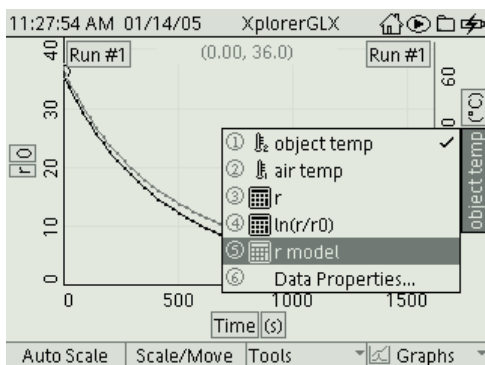 11:27:54 AM 01/14/05 XplorerGLX
Run #1 (0.00, 36.0) Run #1
40
30
20
10
0
r 0
60
0
(°C)
object temp
① object temp
② air temp
③ r
④ ln(r/r0)
⑤ r model
⑥ Data Properties...
0 500 1000 1500
Time (s)
Auto Scale Scale/Move Tools Graphs